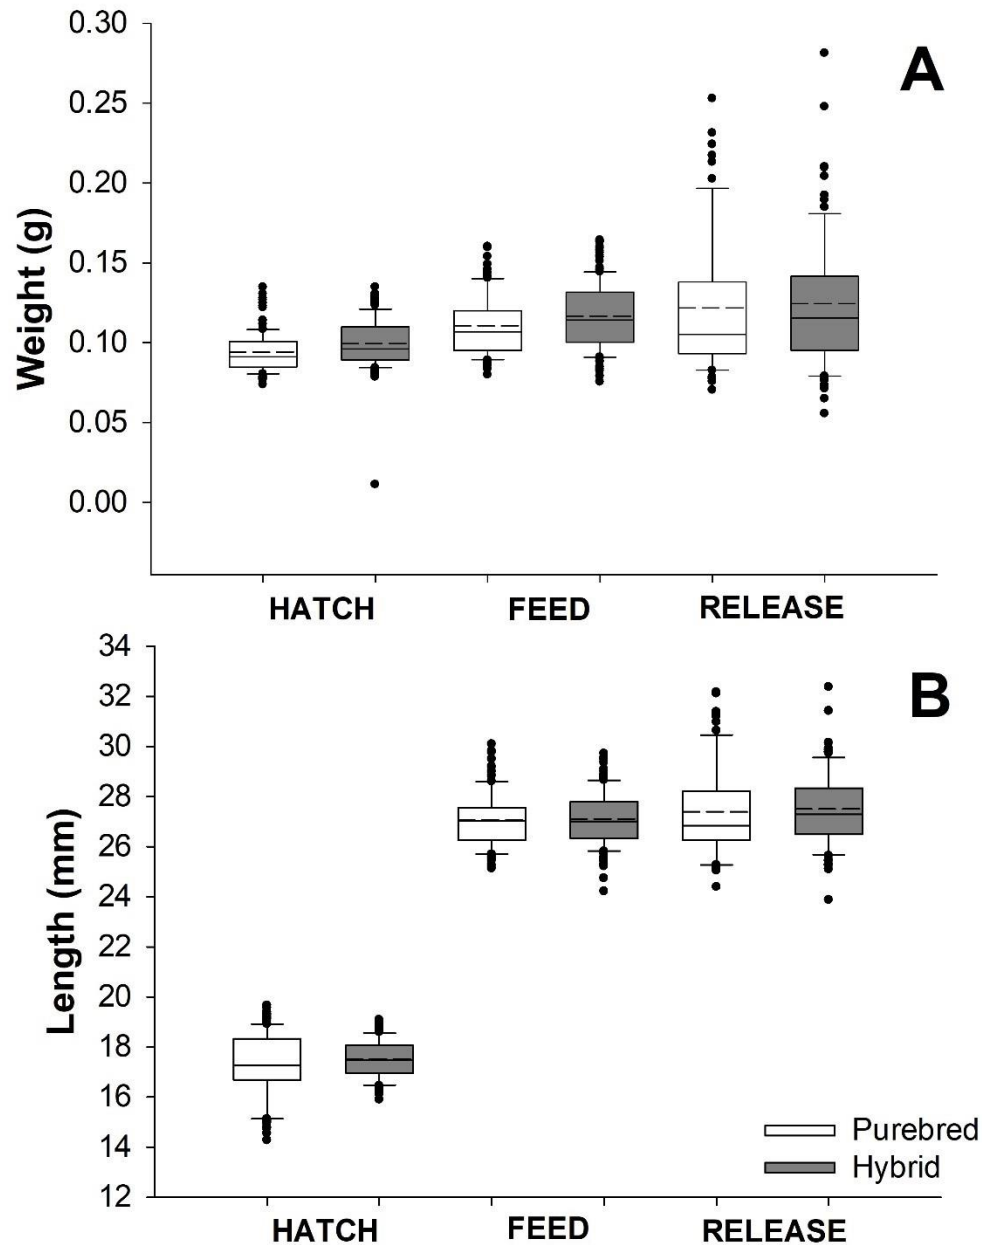 A
Weight (g)
0.30
0.25
0.20
0.15
0.10
0.05
0.00
HATCH FEED RELEASE
B
Length (mm)
34
32
30
28
26
24
22
20
18
16
14
12
Purebred
Hybrid
HATCH FEED RELEASE